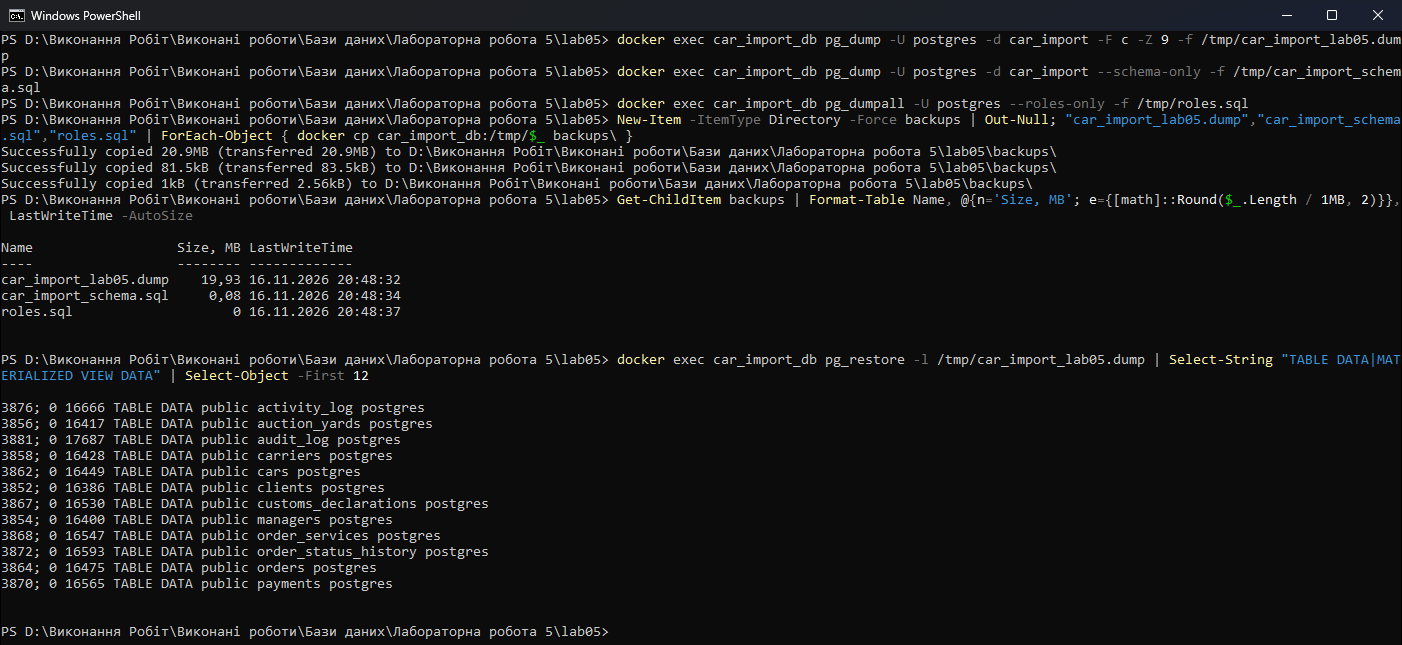 Windows PowerShell
PS D:\Виконання Робіт\Виконані роботи\Бази даних\Лабораторна робота 5\lab05> docker exec car_import_db pg_dump -U postgres -d car_import -F c -Z 9 -f /tmp/car_import_lab05.dum
p
PS D:\Виконання Робіт\Виконані роботи\Бази даних\Лабораторна робота 5\lab05> docker exec car_import_db pg_dump -U postgres -d car_import --schema-only -f /tmp/car_import_schem
a.sql
PS D:\Виконання Робіт\Виконані роботи\Бази даних\Лабораторна робота 5\lab05> docker exec car_import_db pg_dumpall -U postgres --roles-only -f /tmp/roles.sql
PS D:\Виконання Робіт\Виконані роботи\Бази даних\Лабораторна робота 5\lab05> New-Item -ItemType Directory -Force backups | Out-Null; "car_import_lab05.dump","car_import_schema
.sql","roles.sql" | ForEach-Object { docker cp car_import_db:/tmp/$_ backups\ }
Successfully copied 20.9MB (transferred 20.9MB) to D:\Виконання Робіт\Виконані роботи\Бази даних\Лабораторна робота 5\lab05\backups\
Successfully copied 81.5kB (transferred 83.5kB) to D:\Виконання Робіт\Виконані роботи\Бази даних\Лабораторна робота 5\lab05\backups\
Successfully copied 1kB (transferred 2.56kB) to D:\Виконання Робіт\Виконані роботи\Бази даних\Лабораторна робота 5\lab05\backups\
PS D:\Виконання Робіт\Виконані роботи\Бази даних\Лабораторна робота 5\lab05> Get-ChildItem backups | Format-Table Name, @{n='Size, MB'; e={[math]::Round($_.Length / 1MB, 2)}},
 LastWriteTime -AutoSize
Name                  Size, MB LastWriteTime
----                  -------- -------------
car_import_lab05.dump    19,93 16.11.2026 20:48:32
car_import_schema.sql     0,08 16.11.2026 20:48:34
roles.sql                    0 16.11.2026 20:48:37
PS D:\Виконання Робіт\Виконані роботи\Бази даних\Лабораторна робота 5\lab05> docker exec car_import_db pg_restore -l /tmp/car_import_lab05.dump | Select-String "TABLE DATA|MAT
ERIALIZED VIEW DATA" | Select-Object -First 12
3876; 0 16666 TABLE DATA public activity_log postgres
3856; 0 16417 TABLE DATA public auction_yards postgres
3881; 0 17687 TABLE DATA public audit_log postgres
3858; 0 16428 TABLE DATA public carriers postgres
3862; 0 16449 TABLE DATA public cars postgres
3852; 0 16386 TABLE DATA public clients postgres
3867; 0 16530 TABLE DATA public customs_declarations postgres
3854; 0 16400 TABLE DATA public managers postgres
3868; 0 16547 TABLE DATA public order_services postgres
3872; 0 16593 TABLE DATA public order_status_history postgres
3864; 0 16475 TABLE DATA public orders postgres
3870; 0 16565 TABLE DATA public payments postgres
PS D:\Виконання Робіт\Виконані роботи\Бази даних\Лабораторна робота 5\lab05>